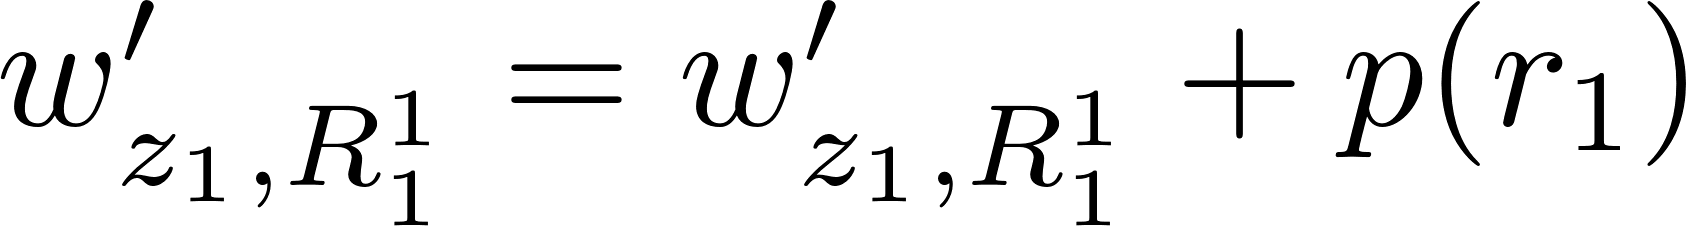 w'_{z_1,R_1^1} = w'_{z_1,R_1^1} + p(r_1)